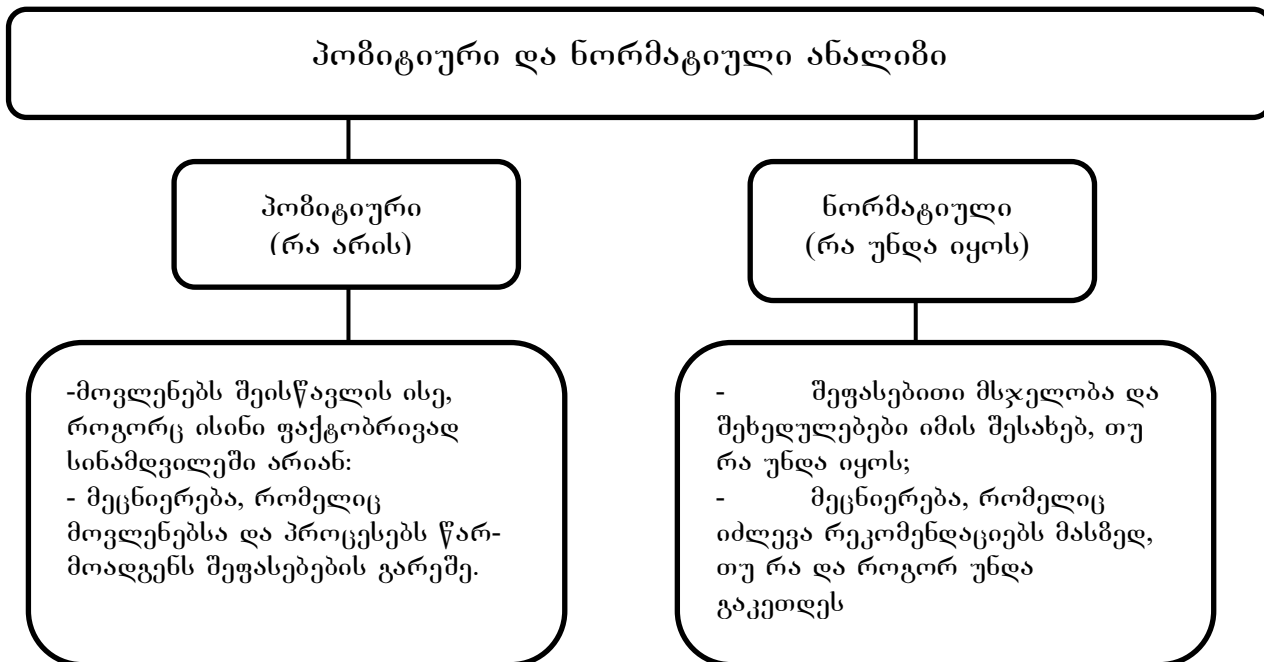 პოზიტიური და ნორმატიული ანალიზი
პოზიტიური
(რა არის)
ნორმატიული
(რა უნდა იყოს)
-მოვლენებს შეისწავლის ისე,
როგორც ისინი ფაქტობრივად
სინამდვილეში არიან:
- მეცნიერება, რომელიც
მოვლენებსა და პროცესებს წარ-
მოადგენს შეფასებების გარეშე.
- შეფასებითი მსჯელობა და
შეხედულებები იმის შესახებ, თუ
რა უნდა იყოს;
- მეცნიერება, რომელიც
იძლევა რეკომენდაციებს მასზედ,
თუ რა და როგორ უნდა
გაკეთდეს